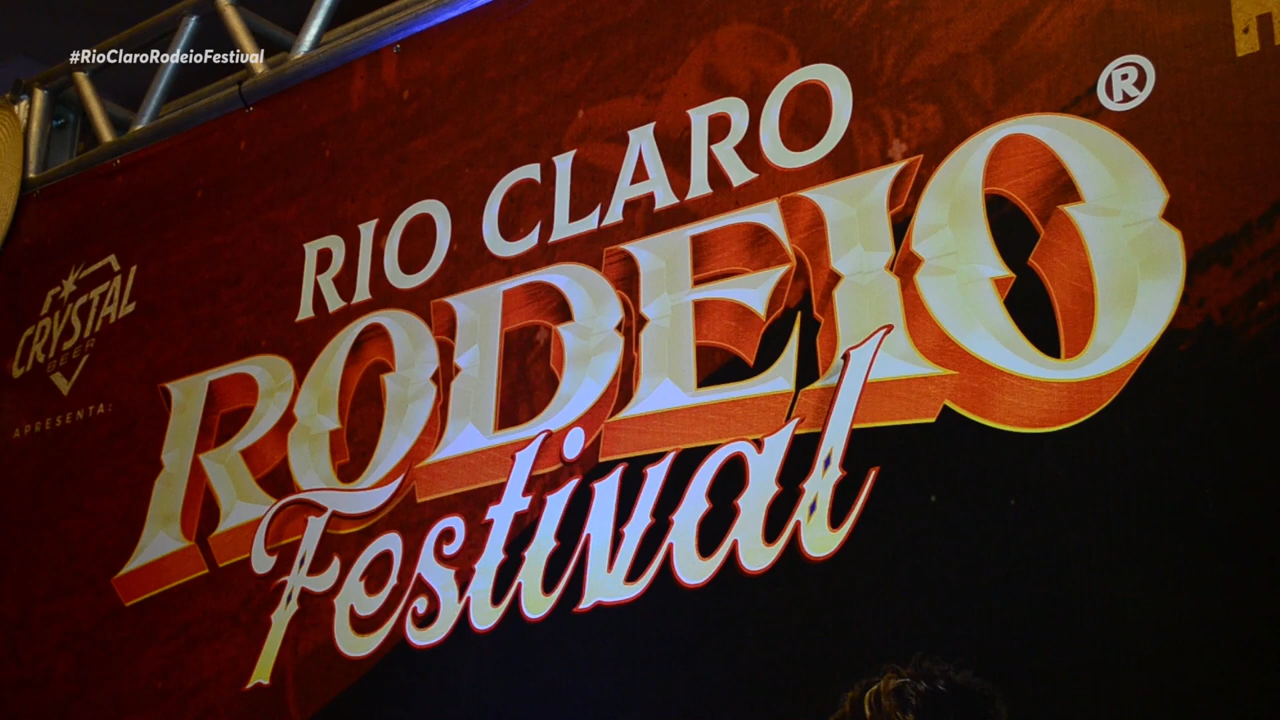 #RioClaroRodeioFestival
CRYSTAL
BEER
APRESENTA:
RIO CLARO
RODEIO ®
Festival